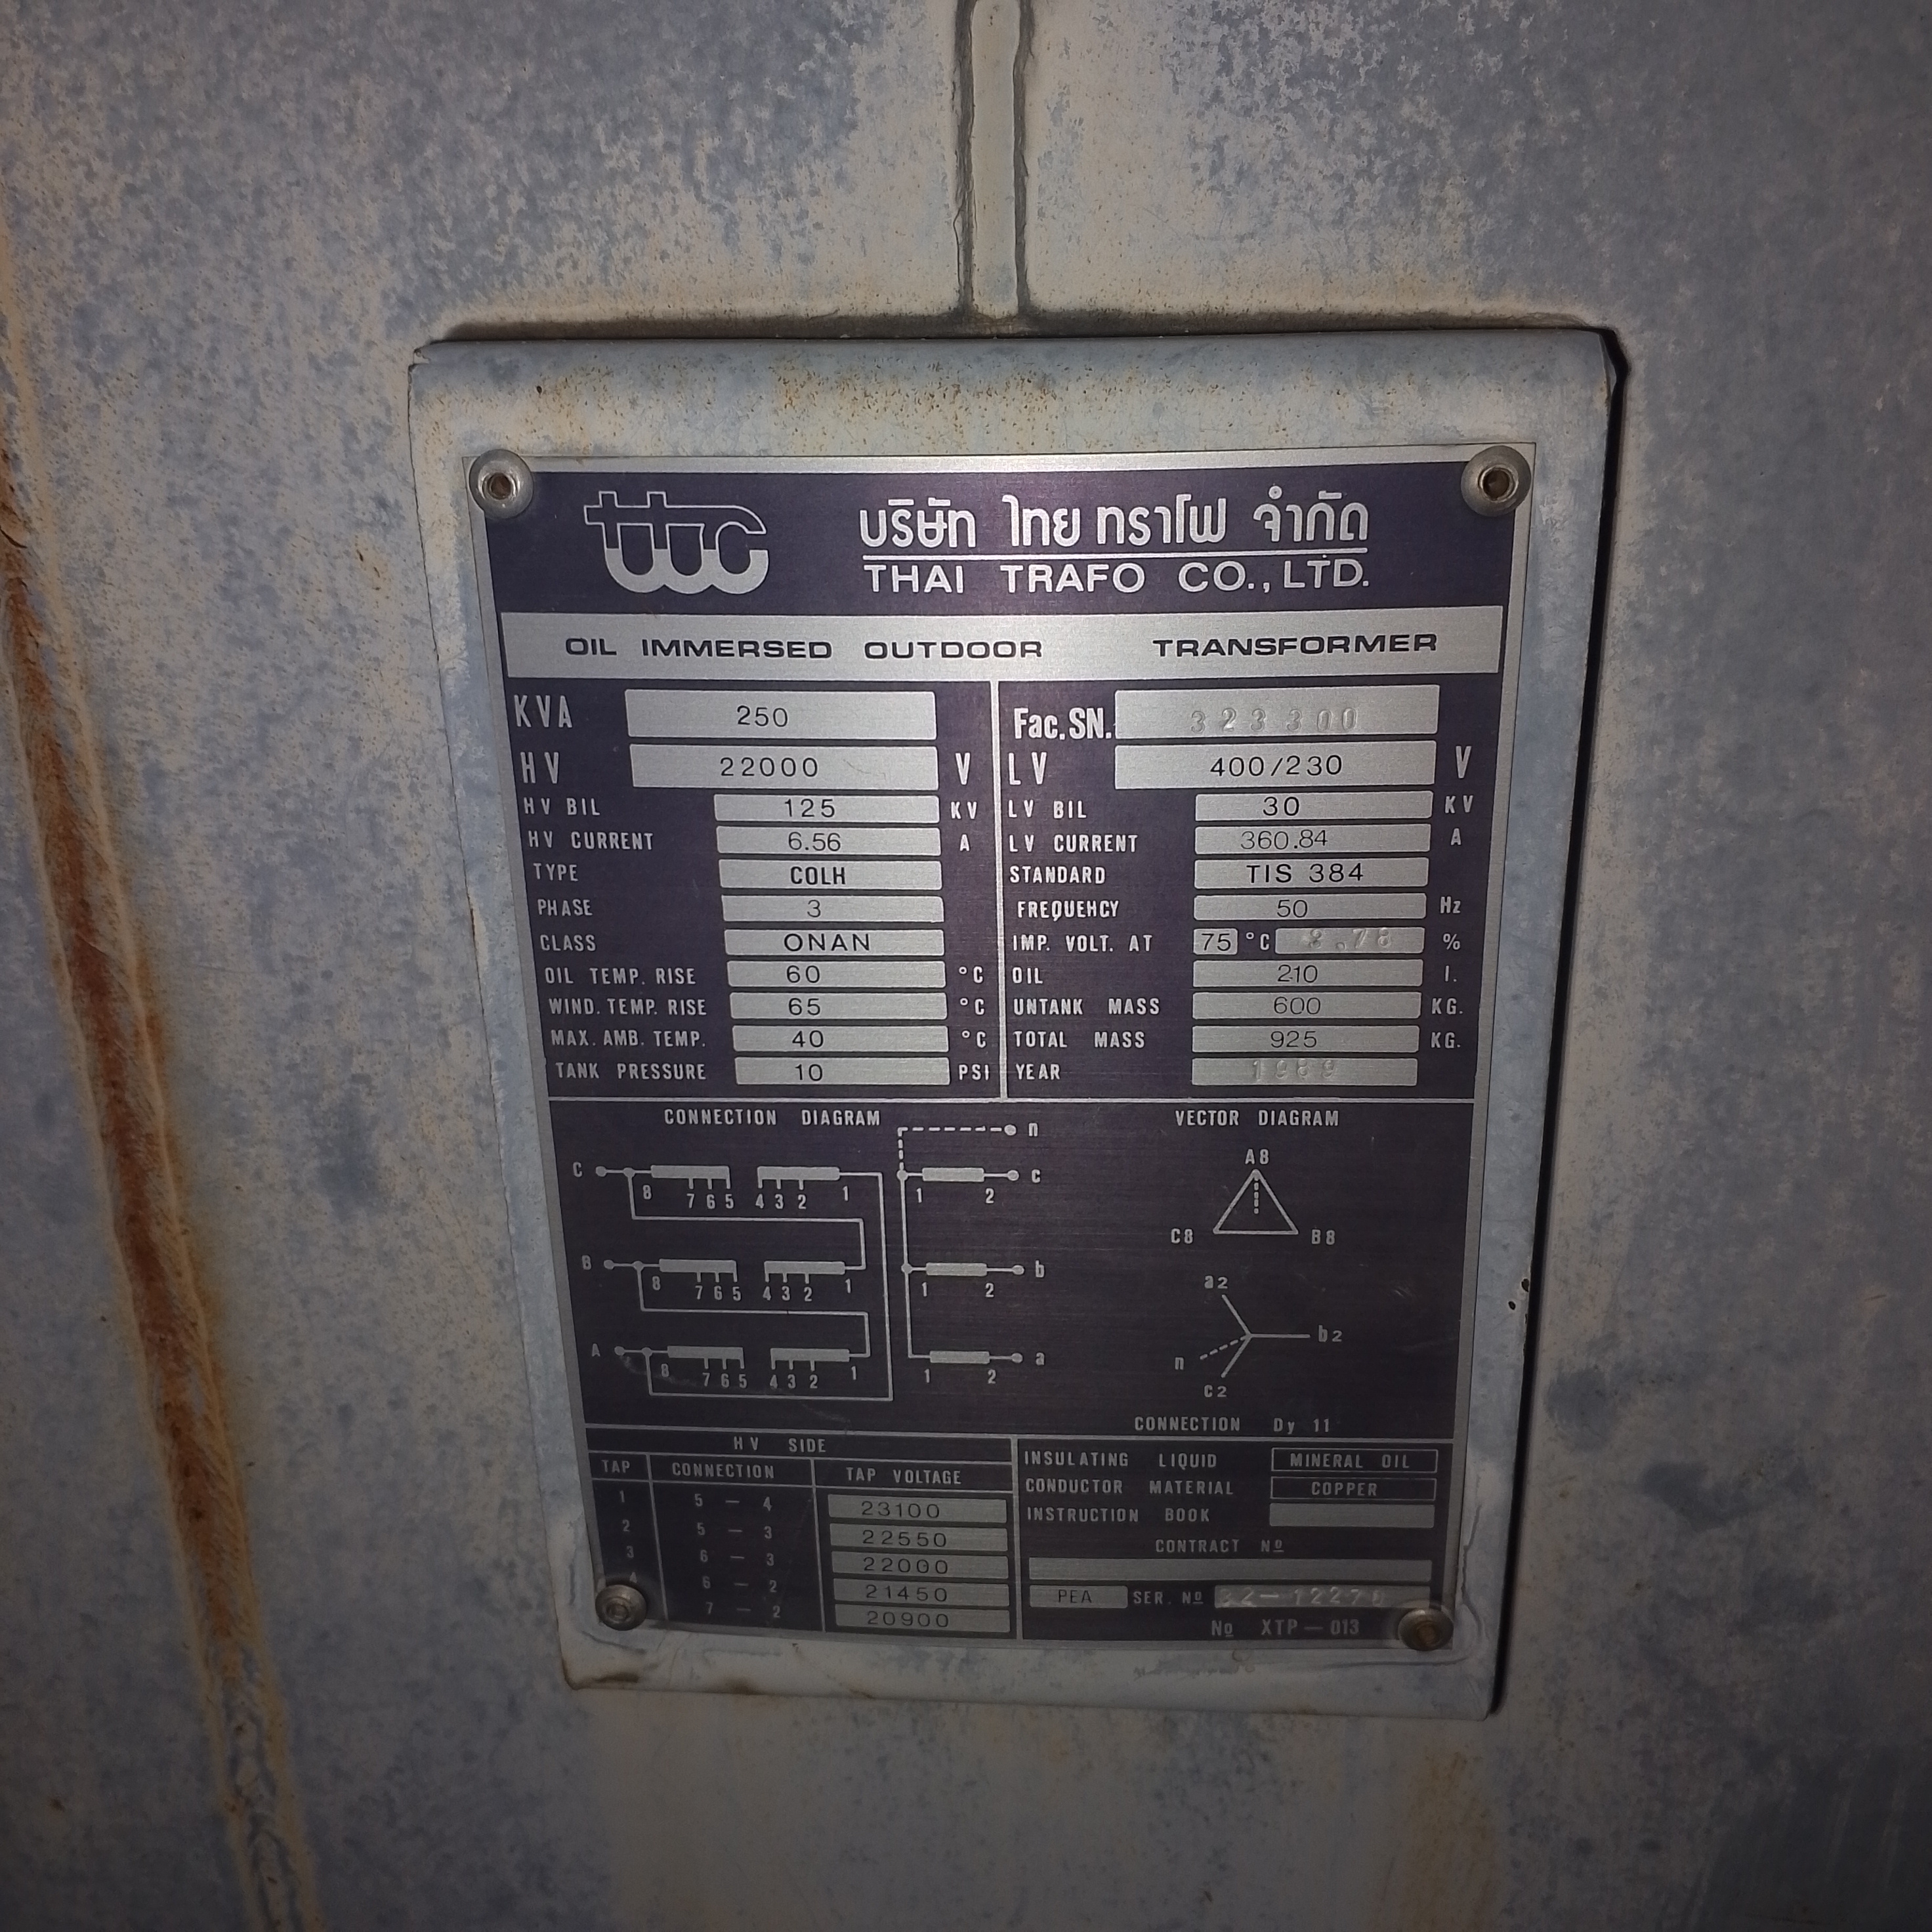 ttc
บริษัท ไทย ทราโฟ จำกัด
THAI TRAFO CO., LTD.
OIL IMMERSED OUTDOOR TRANSFORMER
KVA 250 Fac. SN. 323300
HV 22000 V LV 400/230 V
HV BIL 125 KV LV BIL 30 KV
HV CURRENT 6.56 A LV CURRENT 360.84 A
TYPE COLH STANDARD TIS 384
PHASE 3 FREQUEHCY 50 Hz
CLASS ONAN IMP. VOLT. AT 75 °C %
OIL TEMP. RISE 60 °C OIL 210 l.
WIND. TEMP. RISE 65 °C UNTANK MASS 600 KG.
MAX. AMB. TEMP. 40 °C TOTAL MASS 925 KG.
TANK PRESSURE 10 PSI YEAR 1989
CONNECTION DIAGRAM VECTOR DIAGRAM
n
C 8 7 6 5 4 3 2 1 1 2 c
B 8 7 6 5 4 3 2 1 1 2 b
A 8 7 6 5 4 3 2 1 1 2 a
A8
C8 B8
a2
b2
n
C2
CONNECTION Dy 11
HV SIDE
TAP CONNECTION TAP VOLTAGE
1 5 – 4 23100
2 5 – 3 22550
3 6 – 3 22000
4 6 – 2 21450
7 – 2 20900
INSULATING LIQUID MINERAL OIL
CONDUCTOR MATERIAL COPPER
INSTRUCTION BOOK
CONTRACT Nº
PEA SER. Nº
No XTP – 013